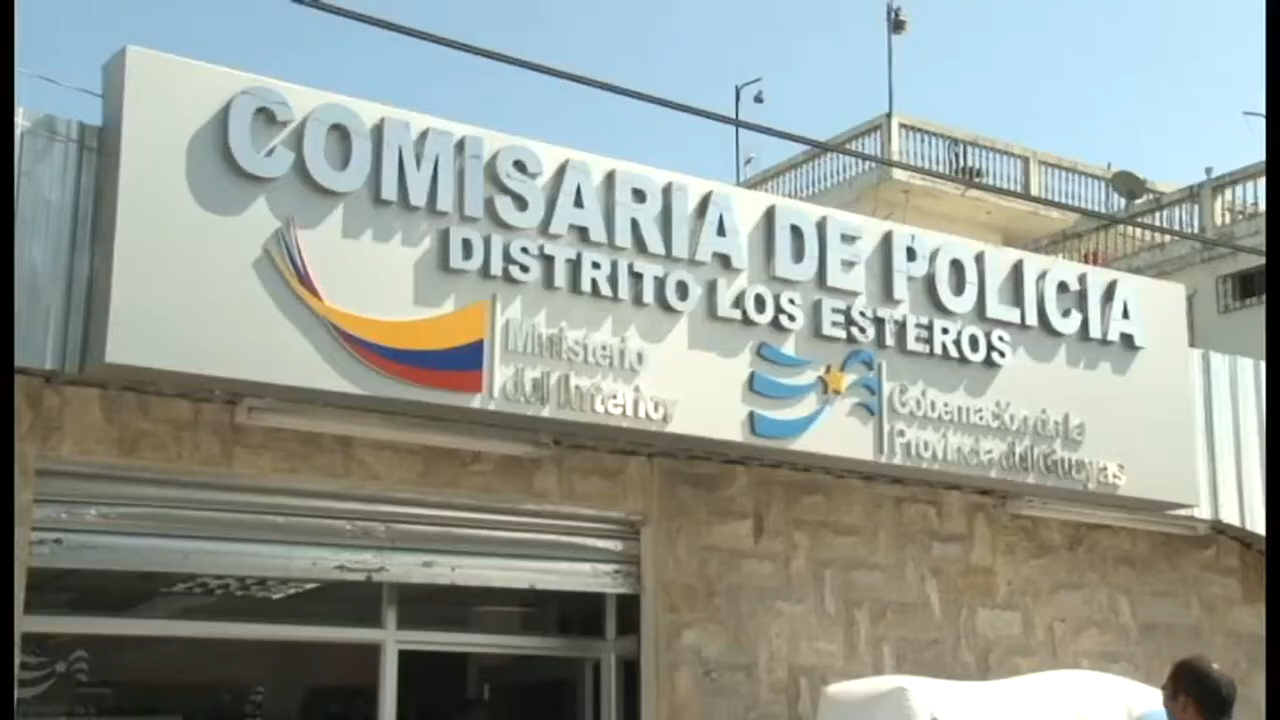 COMISARIA DE POLICIA
DISTRITO LOS ESTEROS
Ministerio
del Interior
Gobernación de la
Provincia del Guayas